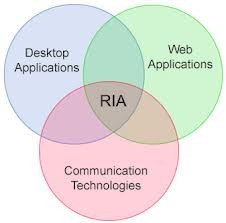 Desktop
Applications
Web
Applications
RIA
Communication
Technologies